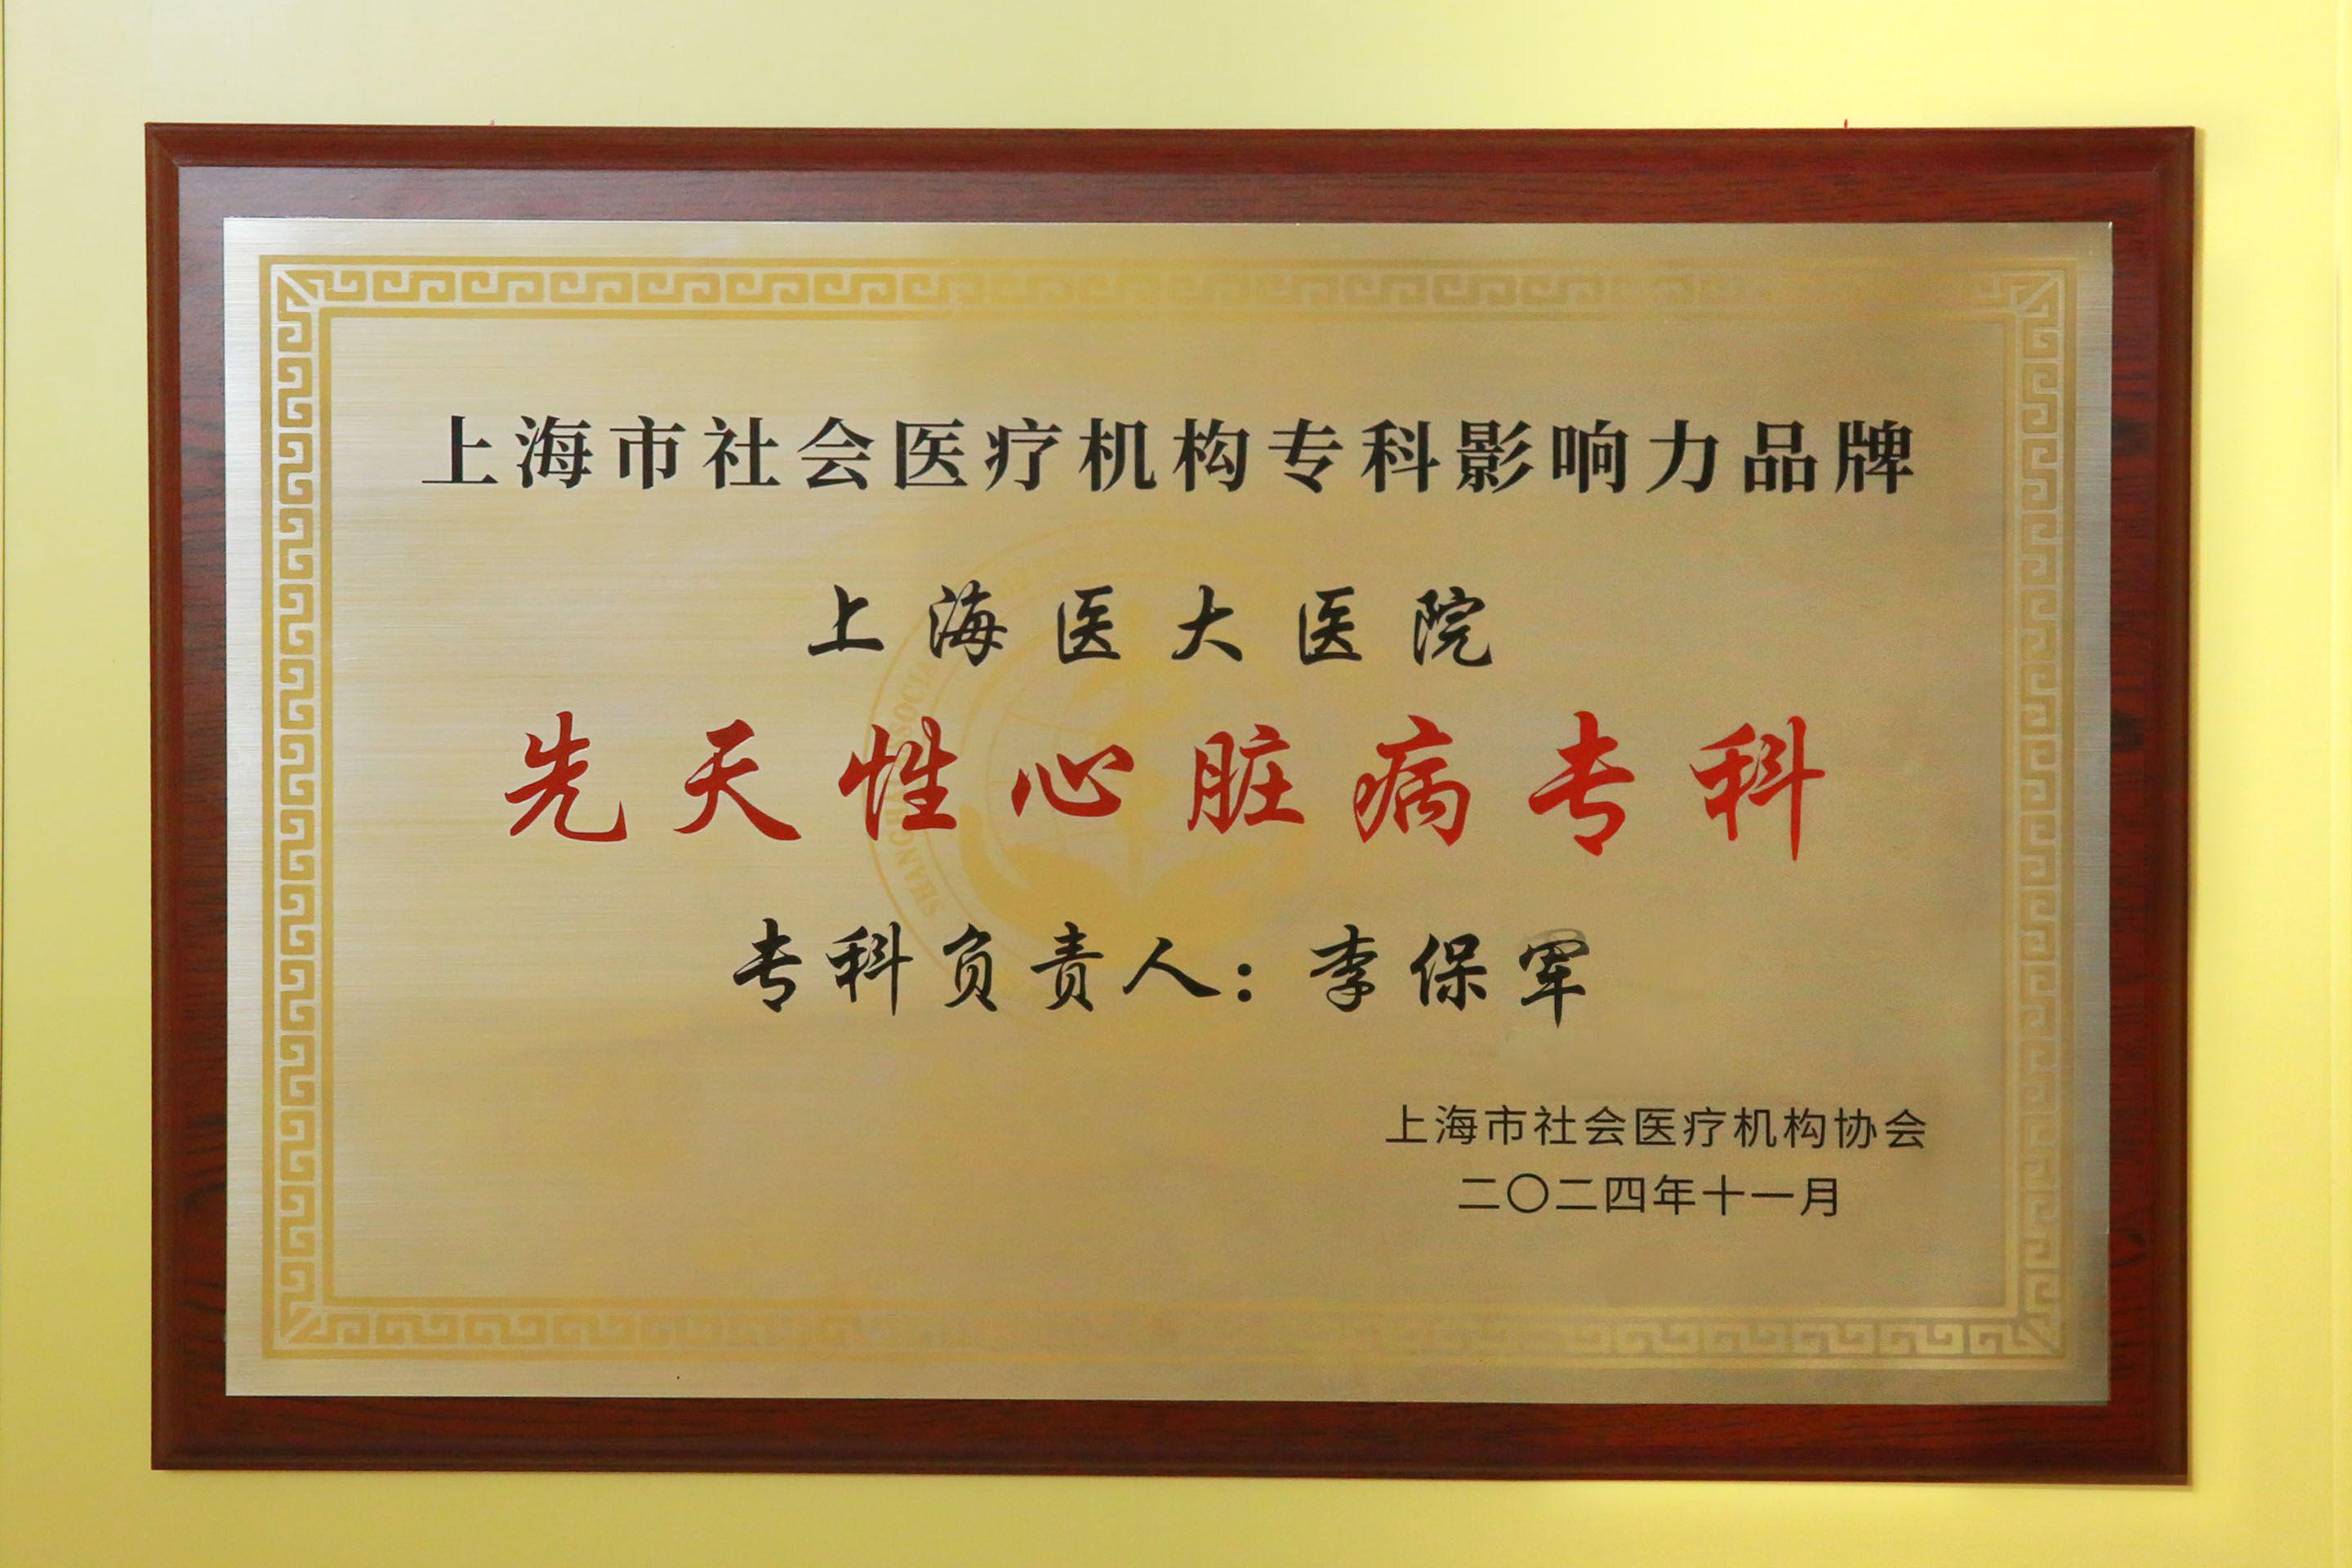 上海市社会医疗机构专科影响力品牌
上海医大医院
先天性心脏病专科
专科负责人：李保军
上海市社会医疗机构协会
二〇二四年十一月